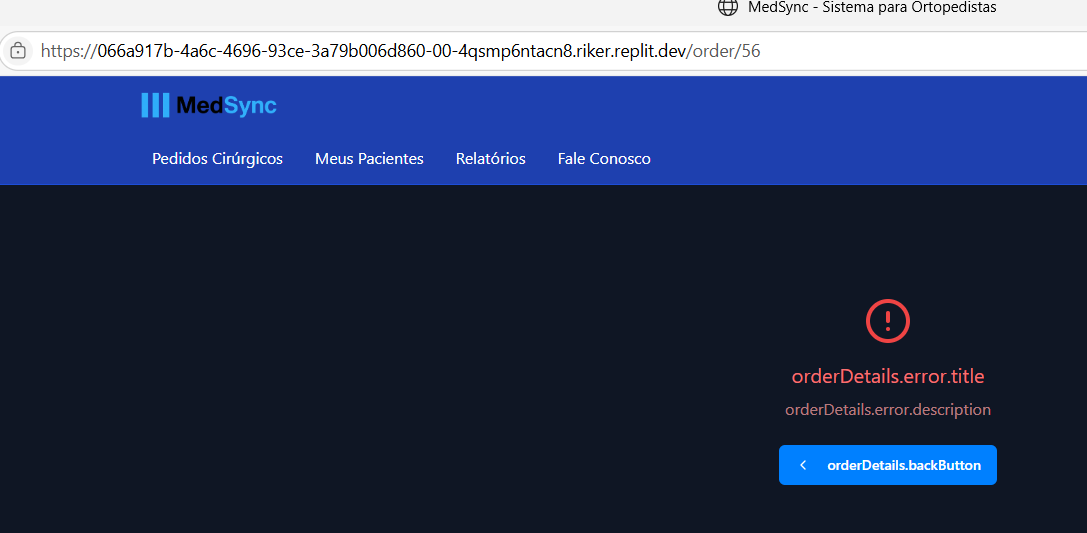 MedSync - Sistema para Ortopedistas
https://066a917b-4a6c-4696-93ce-3a79b006d860-00-4qsmp6ntacn8.riker.replit.dev/order/56
MedSync
Pedidos Cirúrgicos Meus Pacientes Relatórios Fale Conosco
orderDetails.error.title
orderDetails.error.description
orderDetails.backButton